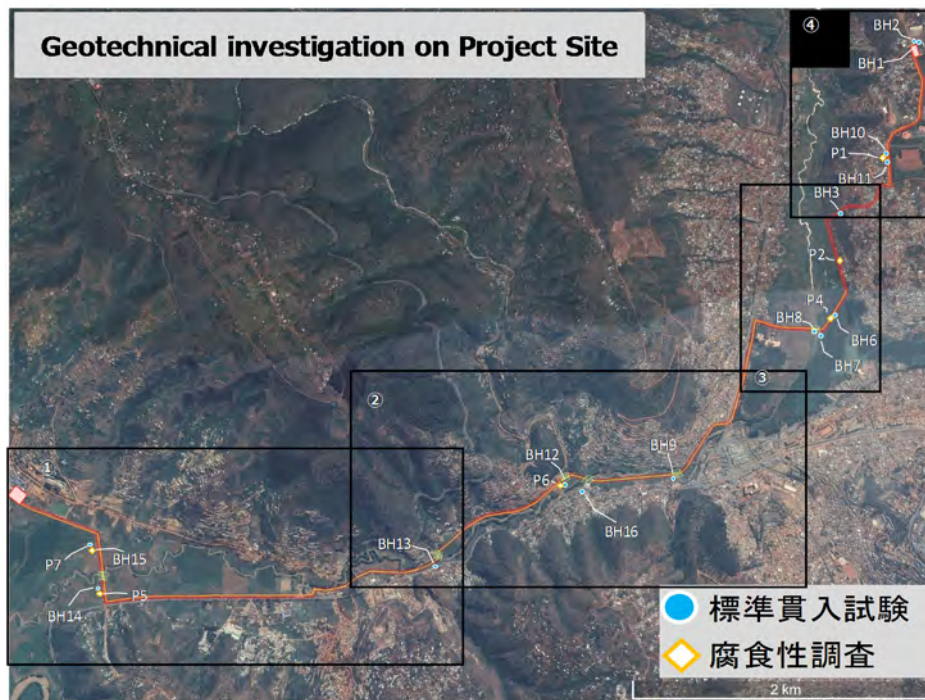 Geotechnical investigation on Project Site
④
BH2
BH1
BH10
P1
BH11
BH3
P2
P4
BH8
BH6
BH7
③
②
BH12
BH9
P6
BH16
BH13
①
P7
BH15
BH14
P5
標準貫入試験
腐食性調査
2 km